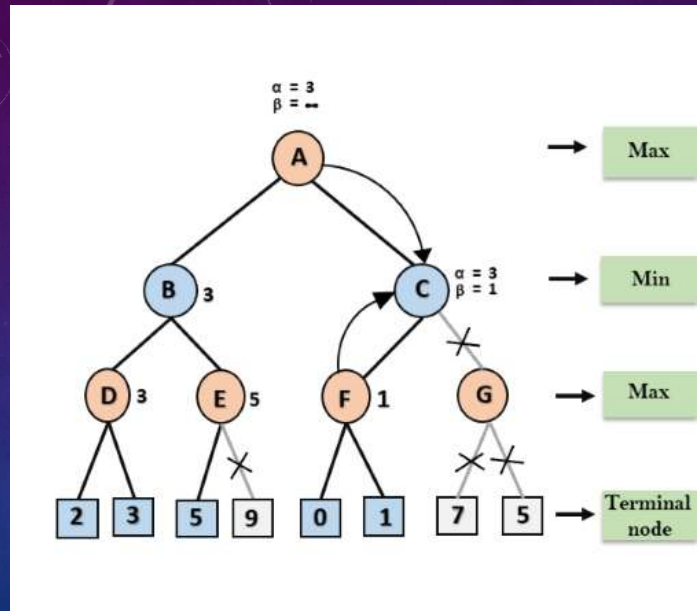 α = 3
β = ∞
A
Max
B
3
C
α = 3
β = 1
Min
D
3
E
5
F
1
G
Max
2
3
5
9
0
1
7
5
Terminal
node